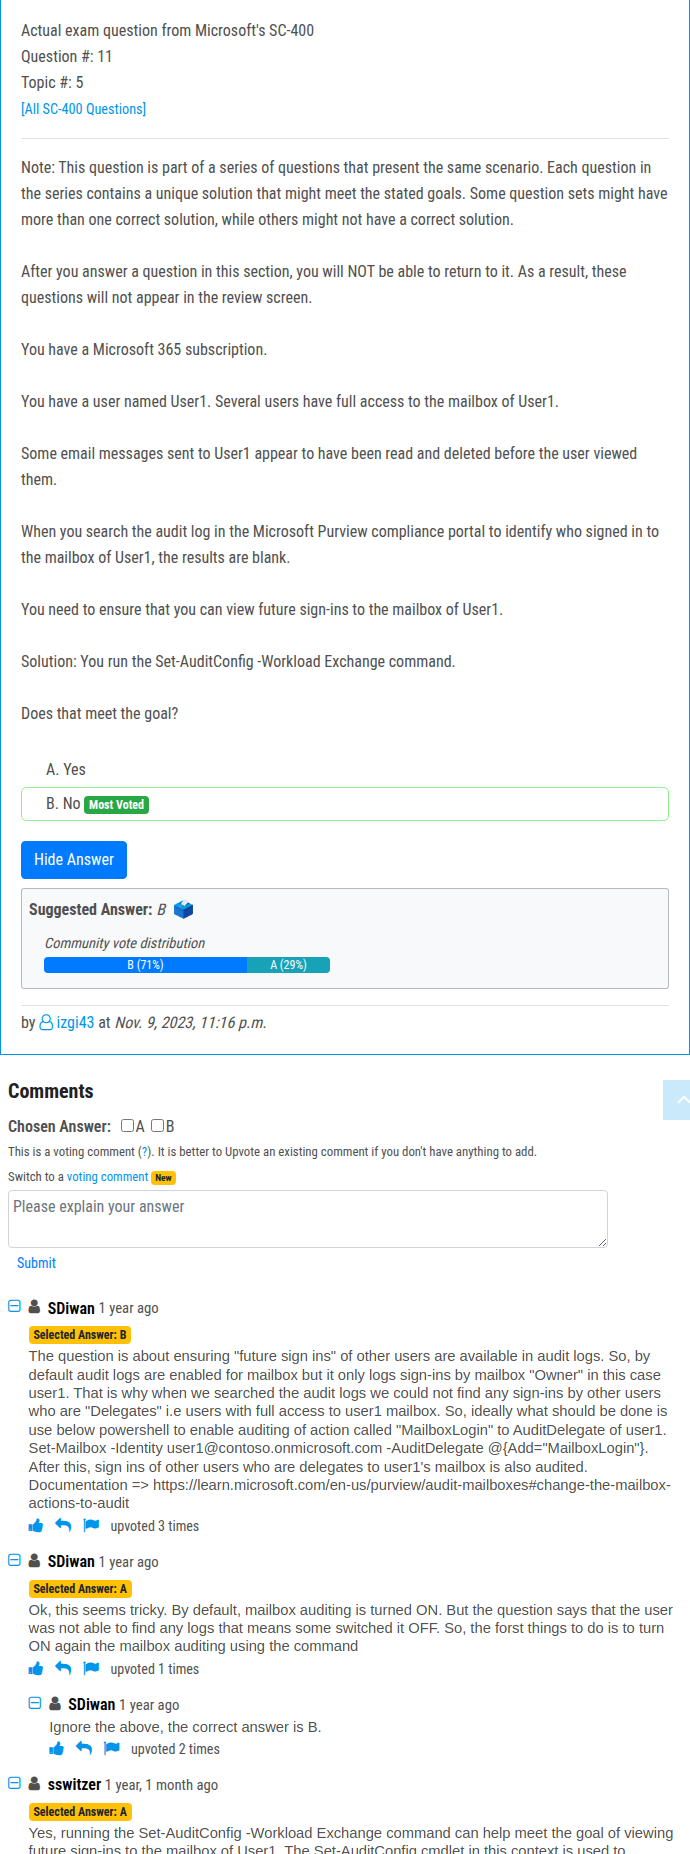 Actual exam question from Microsoft's SC-400
Question #: 11
Topic #: 5
[All SC-400 Questions]
Note: This question is part of a series of questions that present the same scenario. Each question in
the series contains a unique solution that might meet the stated goals. Some question sets might have
more than one correct solution, while others might not have a correct solution.
After you answer a question in this section, you will NOT be able to return to it. As a result, these
questions will not appear in the review screen.
You have a Microsoft 365 subscription.
You have a user named User1. Several users have full access to the mailbox of User1.
Some email messages sent to User1 appear to have been read and deleted before the user viewed
them.
When you search the audit log in the Microsoft Purview compliance portal to identify who signed in to
the mailbox of User1, the results are blank.
You need to ensure that you can view future sign-ins to the mailbox of User1.
Solution: You run the Set-AuditConfig -Workload Exchange command.
Does that meet the goal?
A. Yes
B. No Most Voted
Hide Answer
Suggested Answer: B
Community vote distribution
B (71%) A (29%)
by izgi43 at Nov. 9, 2023, 11:16 p.m.
Comments
Chosen Answer: A B
This is a voting comment (?). It is better to Upvote an existing comment if you don't have anything to add.
Switch to a voting comment New
Please explain your answer
Submit
SDiwan 1 year ago
Selected Answer: B
The question is about ensuring "future sign ins" of other users are available in audit logs. So, by
default audit logs are enabled for mailbox but it only logs sign-ins by mailbox "Owner" in this case
user1. That is why when we searched the audit logs we could not find any sign-ins by other users
who are "Delegates" i.e users with full access to user1 mailbox. So, ideally what should be done is
use below powershell to enable auditing of action called "MailboxLogin" to AuditDelegate of user1.
Set-Mailbox -Identity user1@contoso.onmicrosoft.com -AuditDelegate @{Add="MailboxLogin"}.
After this, sign ins of other users who are delegates to user1's mailbox is also audited.
Documentation => https://learn.microsoft.com/en-us/purview/audit-mailboxes#change-the-mailbox-
actions-to-audit
upvoted 3 times
SDiwan 1 year ago
Selected Answer: A
Ok, this seems tricky. By default, mailbox auditing is turned ON. But the question says that the user
was not able to find any logs that means some switched it OFF. So, the forst things to do is to turn
ON again the mailbox auditing using the command
upvoted 1 times
SDiwan 1 year ago
Ignore the above, the correct answer is B.
upvoted 2 times
sswitzer 1 year, 1 month ago
Selected Answer: A
Yes, running the Set-AuditConfig -Workload Exchange command can help meet the goal of viewing
future sign-ins to the mailbox of User1. The Set-AuditConfig cmdlet in this context is used to